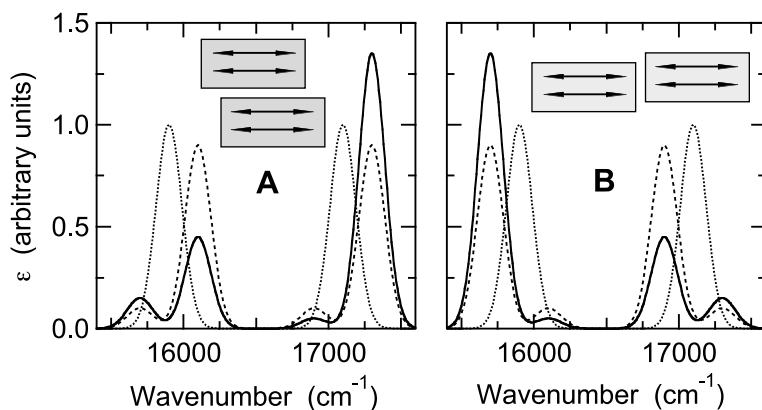 1.5
1.0
0.5
0.0
ε (arbitrary units)
A
B
16000 17000
16000 17000
Wavenumber (cm⁻¹)
Wavenumber (cm⁻¹)